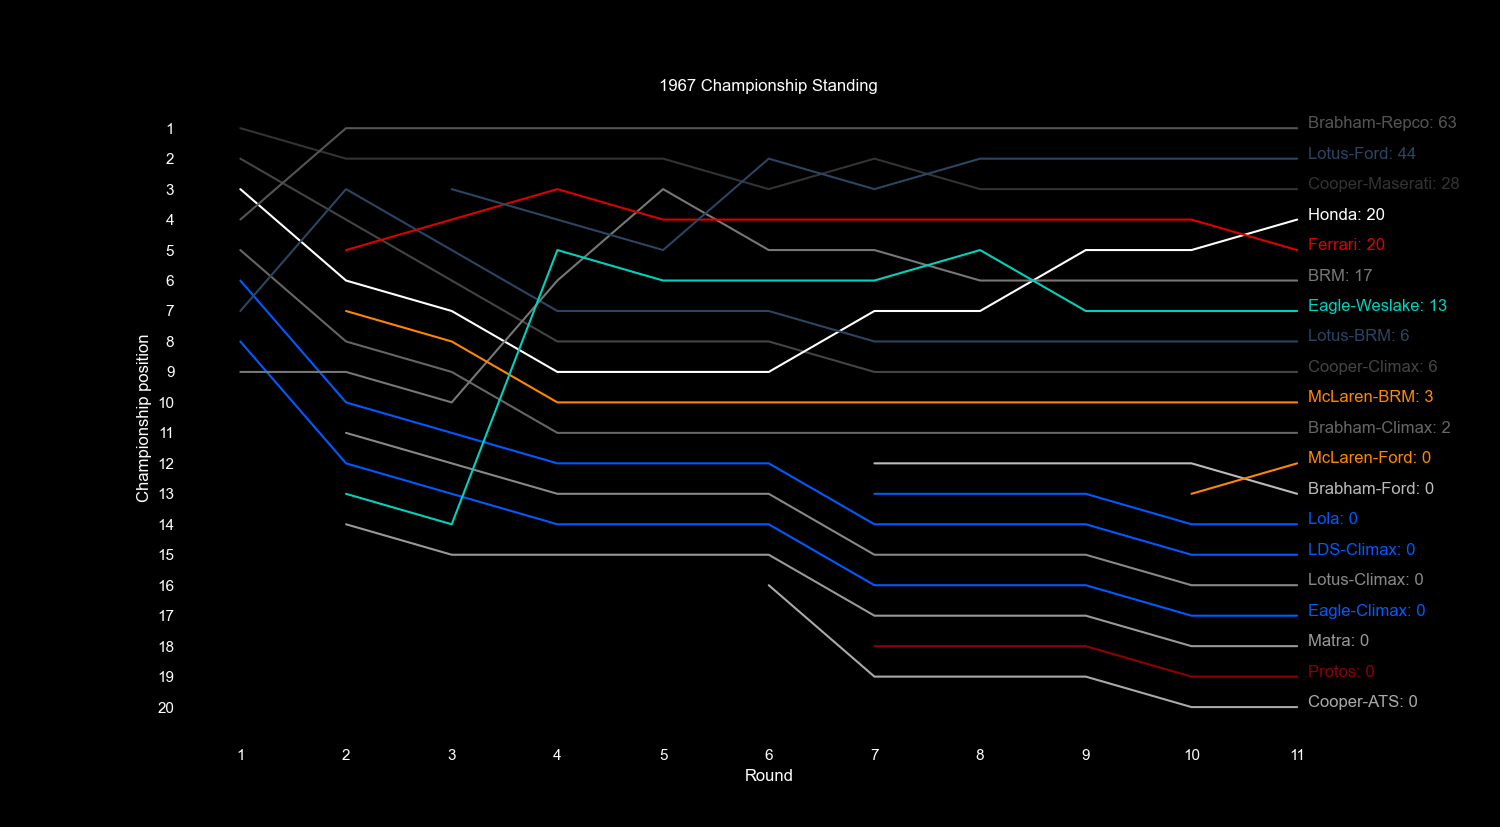 1967 Championship Standing
Championship position
1
2
3
4
5
6
7
8
9
10
11
12
13
14
15
16
17
18
19
20
Brabham-Repco: 63
Lotus-Ford: 44
Cooper-Maserati: 28
Honda: 20
Ferrari: 20
BRM: 17
Eagle-Weslake: 13
Lotus-BRM: 6
Cooper-Climax: 6
McLaren-BRM: 3
Brabham-Climax: 2
McLaren-Ford: 0
Brabham-Ford: 0
Lola: 0
LDS-Climax: 0
Lotus-Climax: 0
Eagle-Climax: 0
Matra: 0
Protos: 0
Cooper-ATS: 0
1 2 3 4 5 6 7 8 9 10 11
Round